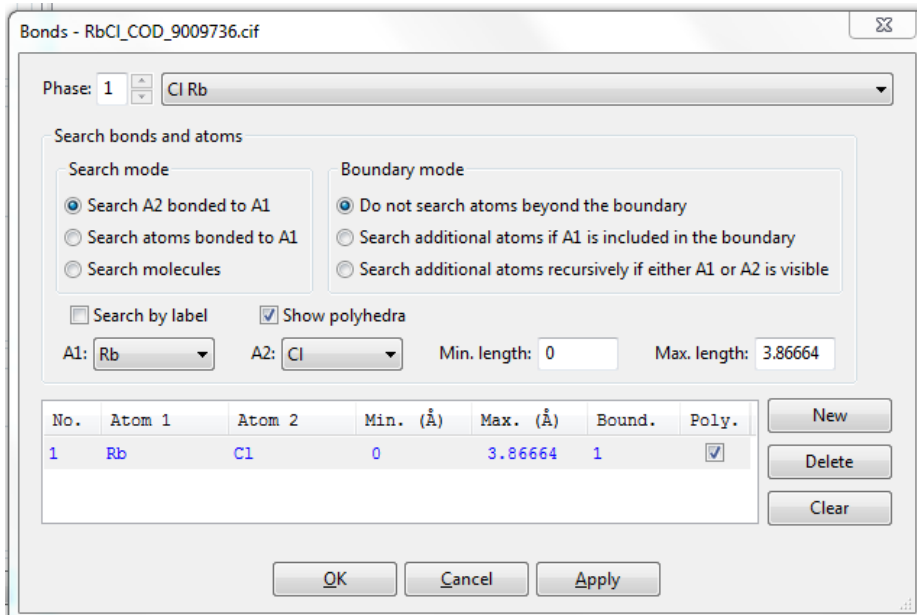 Bonds - RbCl_COD_9009736.cif
Phase: 1 Cl Rb
Search bonds and atoms
Search mode
Boundary mode
Search A2 bonded to A1
Do not search atoms beyond the boundary
Search atoms bonded to A1
Search additional atoms if A1 is included in the boundary
Search molecules
Search additional atoms recursively if either A1 or A2 is visible
Search by label
Show polyhedra
A1: Rb A2: Cl Min. length: 0 Max. length: 3.86664
No. Atom 1 Atom 2 Min. (Å) Max. (Å) Bound. Poly.
1 Rb Cl 0 3.86664 1
New
Delete
Clear
OK Cancel Apply